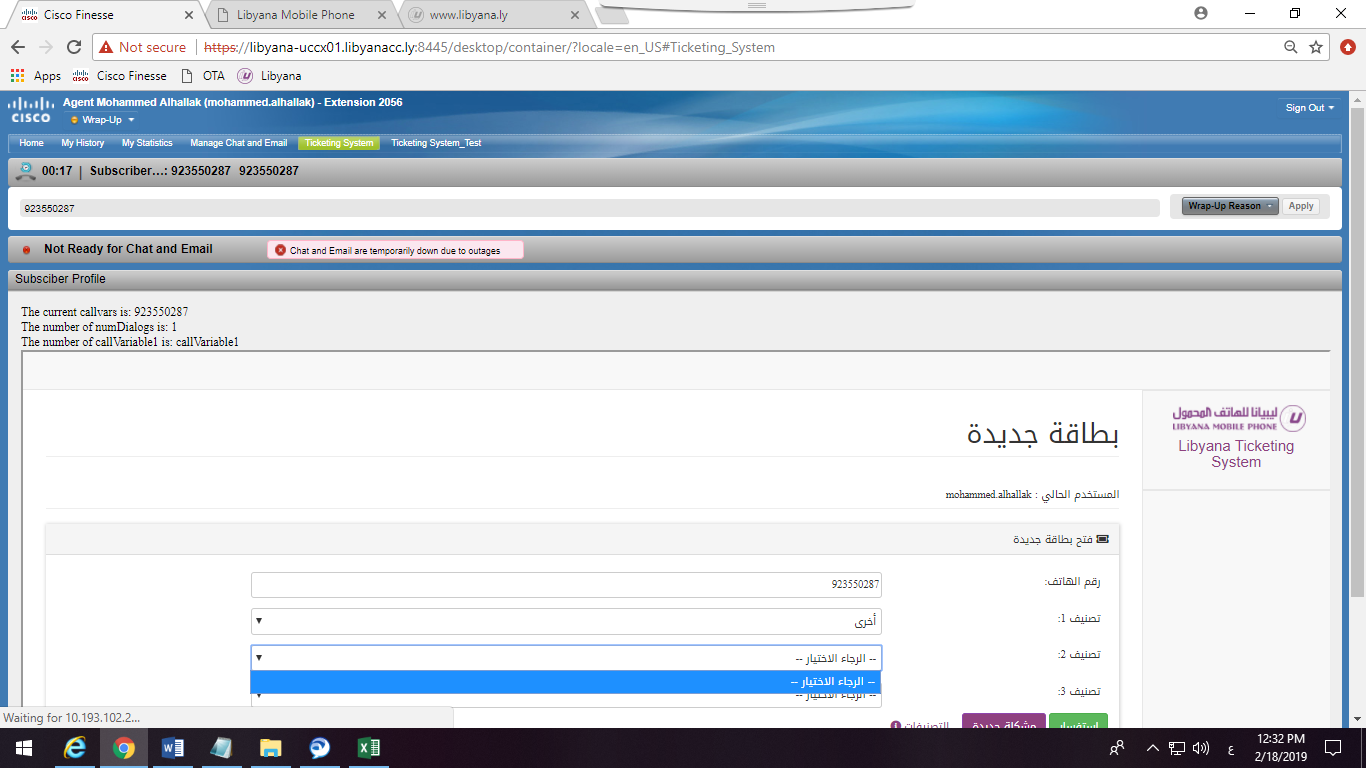 Cisco Finesse
Libyana Mobile Phone
www.libyana.ly
Not secure
https://libyana-uccx01.libyanacc.ly:8445/desktop/container/?locale=en_US#Ticketing_System
Apps
Cisco Finesse
OTA
Libyana
CISCO
Agent Mohammed Alhallak (mohammed.alhallak) - Extension 2056
Wrap-Up
Sign Out
Home
My History
My Statistics
Manage Chat and Email
Ticketing System
Ticketing System_Test
00:17 | Subscriber...: 923550287 923550287
923550287
Wrap-Up Reason
Apply
Not Ready for Chat and Email
Chat and Email are temporarily down due to outages
Subsciber Profile
The current callvars is: 923550287
The number of numDialogs is: 1
The number of callVariable1 is: callVariable1
ليبيانا للهاتف المحمول
LIBYANA MOBILE PHONE
Libyana Ticketing
System
بطاقة جديدة
المستخدم الحالي : mohammed.alhallak
فتح بطاقة جديدة
رقم الهاتف:
923550287
تصنيف 1:
أخرى
تصنيف 2:
-- الرجاء الاختيار --
-- الرجاء الاختيار --
تصنيف 3:
-- الرجاء الاختيار --
استفسار
مشكلة جديدة
التصنيفات
Waiting for 10.193.102.2...
ع
12:32 PM
2/18/2019